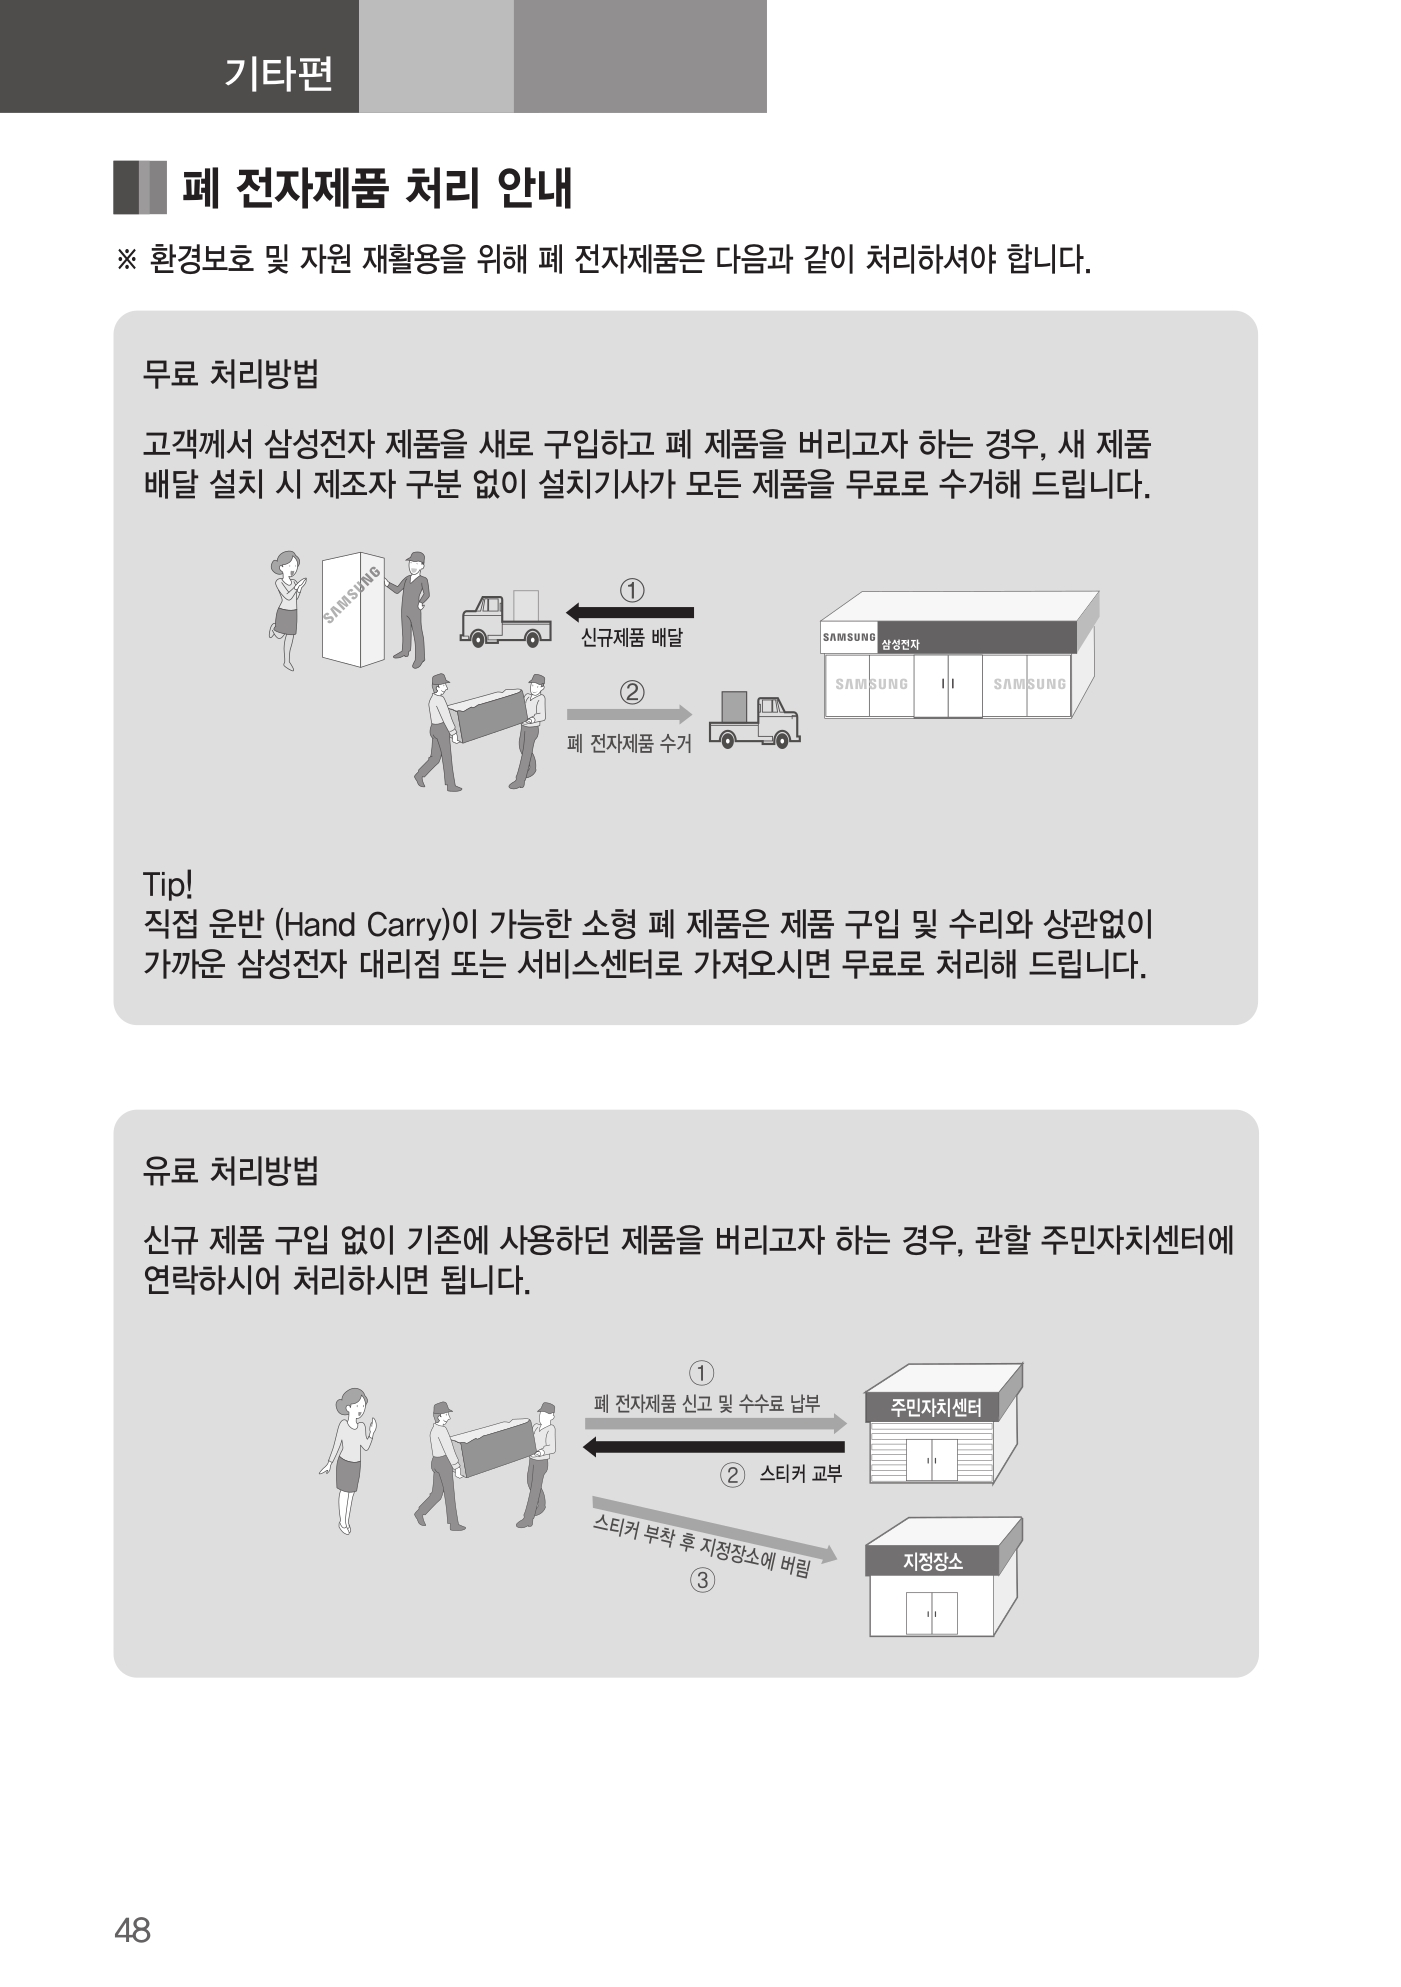 기타편
폐 전자제품 처리 안내
※ 환경보호 및 자원 재활용을 위해 폐 전자제품은 다음과 같이 처리하셔야 합니다.
무료 처리방법
고객께서 삼성전자 제품을 새로 구입하고 폐 제품을 버리고자 하는 경우, 새 제품
배달 설치 시 제조자 구분 없이 설치기사가 모든 제품을 무료로 수거해 드립니다.
SAMSUNG
①
신규제품 배달
SAMSUNG 삼성전자
SAMSUNG SAMSUNG
②
폐 전자제품 수거
Tip!
직접 운반 (Hand Carry)이 가능한 소형 폐 제품은 제품 구입 및 수리와 상관없이
가까운 삼성전자 대리점 또는 서비스센터로 가져오시면 무료로 처리해 드립니다.
유료 처리방법
신규 제품 구입 없이 기존에 사용하던 제품을 버리고자 하는 경우, 관할 주민자치센터에
연락하시어 처리하시면 됩니다.
①
폐 전자제품 신고 및 수수료 납부
주민자치센터
② 스티커 교부
스티커 부착 후 지정장소에 버림
③
지정장소
48